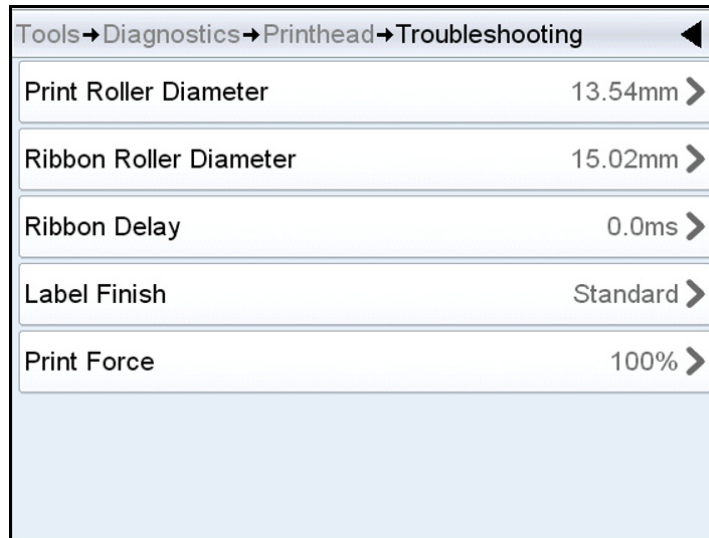 Tools→Diagnostics→Printhead→Troubleshooting
Print Roller Diameter 13.54mm
Ribbon Roller Diameter 15.02mm
Ribbon Delay 0.0ms
Label Finish Standard
Print Force 100%